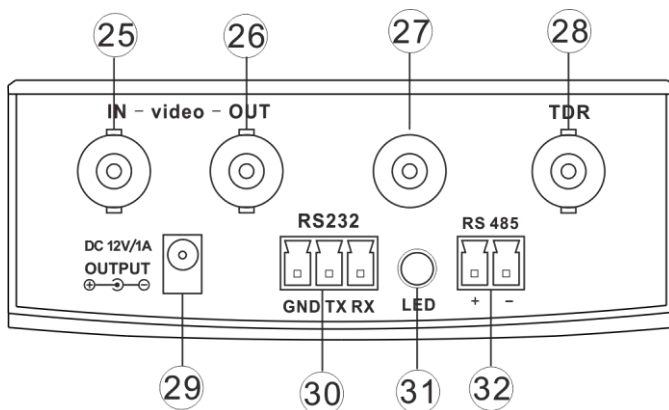 25 26 27 28
IN - video - OUT TDR
RS232 RS 485
DC 12V/1A
OUTPUT
+ -
GND TX RX LED + -
29 30 31 32